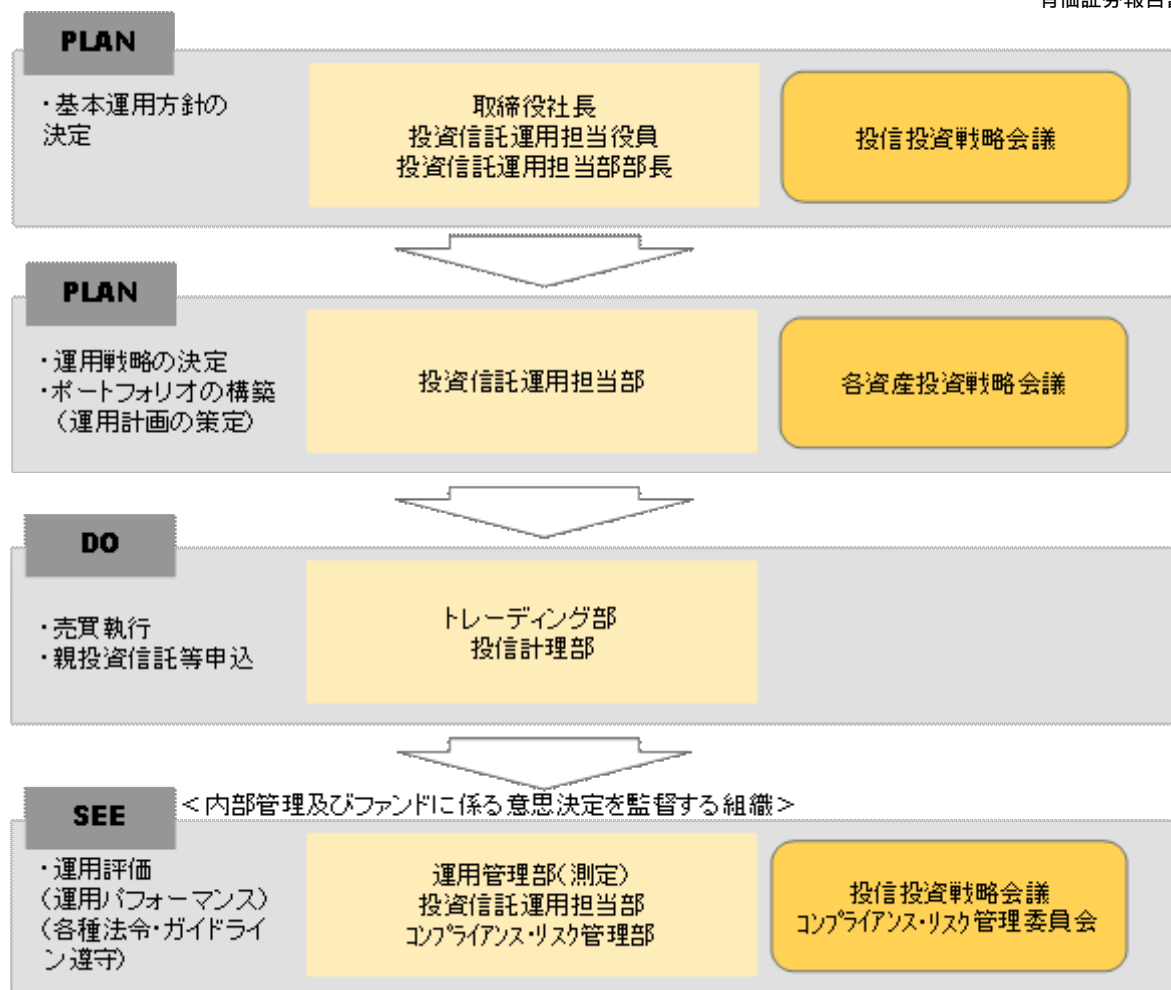 PLAN
・基本運用方針の
決定
取締役社長
投資信託運用担当役員
投資信託運用担当部部長
投信投資戦略会議
PLAN
・運用戦略の決定
・ポートフォリオの構築
(運用計画の策定)
投資信託運用担当部
各資産投資戦略会議
DO
・売買執行
・親投資信託等申込
トレーディング部
投信計理部
SEE
<内部管理及びファンドに係る意思決定を監督する組織>
・運用評価
(運用パフォーマンス)
(各種法令・ガイドライ
ン遵守)
運用管理部(測定)
投資信託運用担当部
コンプライアンス・リスク管理部
投信投資戦略会議
コンプライアンス・リスク管理委員会